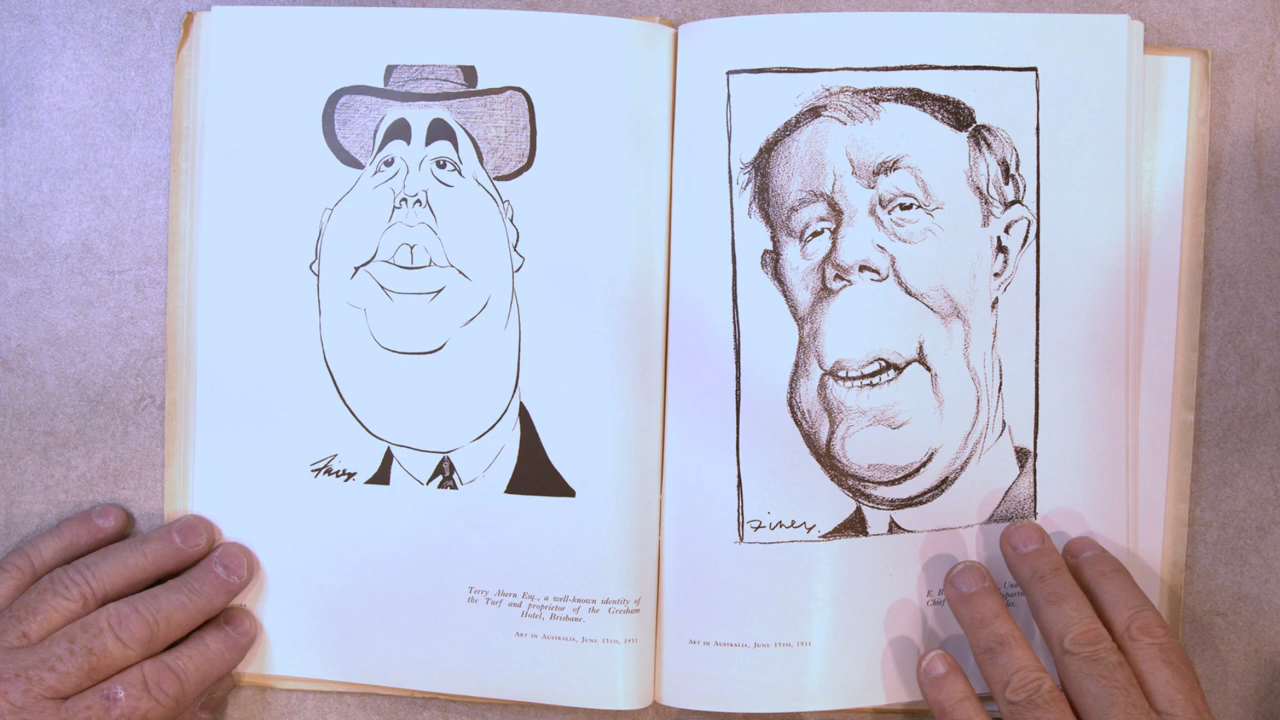 Finey.
Terry Ahern Esq., a well-known identity of
the Turf and proprietor of the Gresham
Hotel, Brisbane.
Art in Australia, June 15th, 1931
Finey.
E.
Chief
Art in Australia, June 15th, 1931